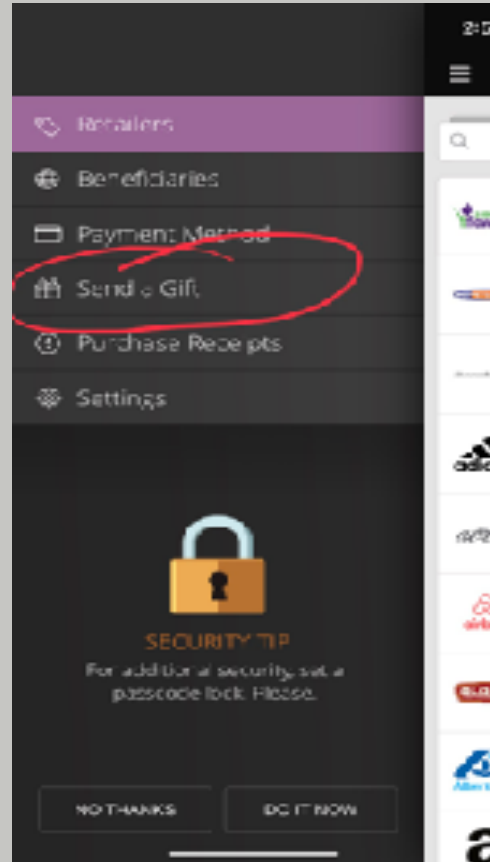 Retailers
Beneficiaries
Payment Method
Send a Gift
Purchase Receipts
Settings
SECURITY TIP
For additional security, set a
passcode lock. Please.
NO THANKS
DO IT NOW
adidas